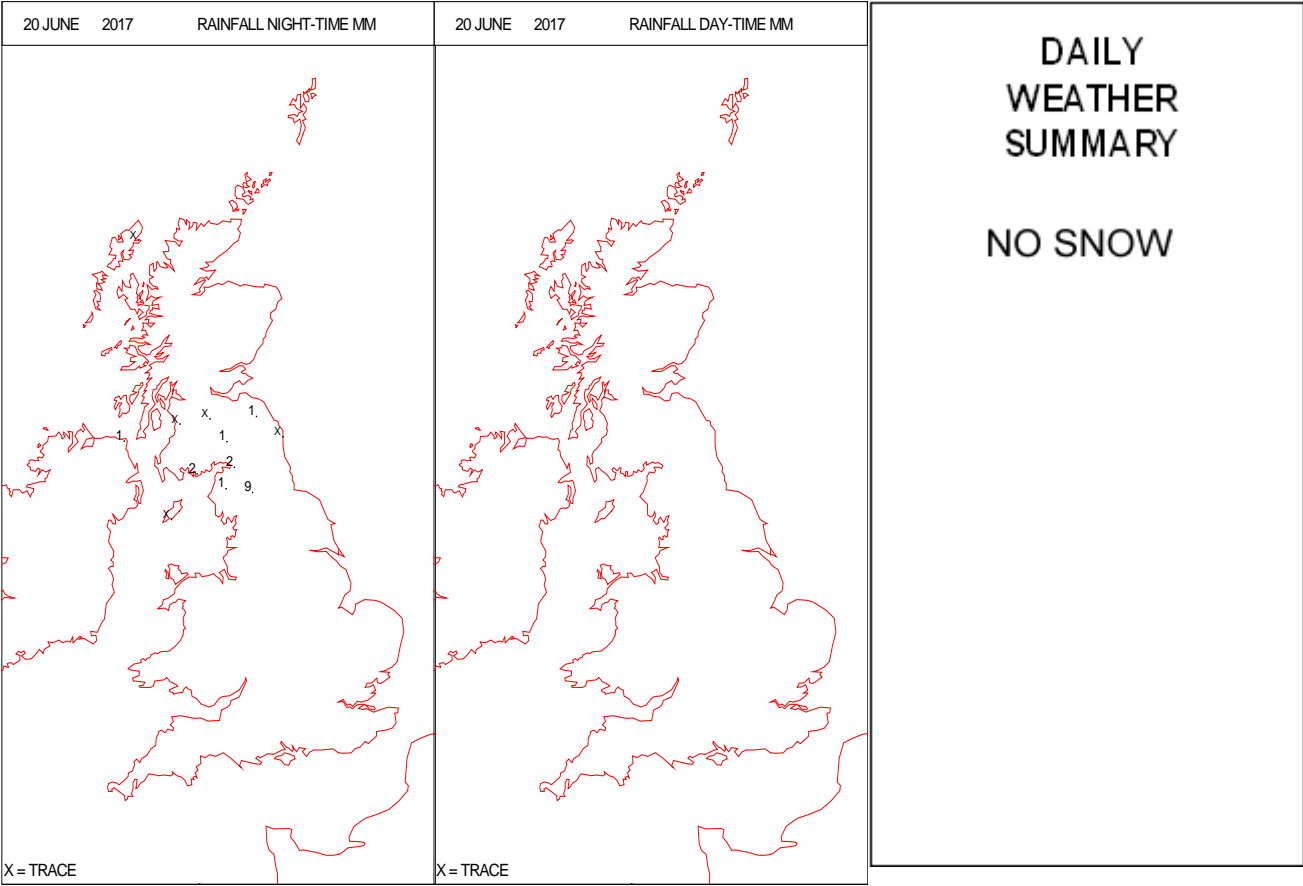 20 JUNE 2017 RAINFALL NIGHT-TIME MM
X
X.
1.
X.
X.
1.
1.
2.
2.
1.
9.
X
X = TRACE
20 JUNE 2017 RAINFALL DAY-TIME MM
X = TRACE
DAILY
WEATHER
SUMMARY
NO SNOW